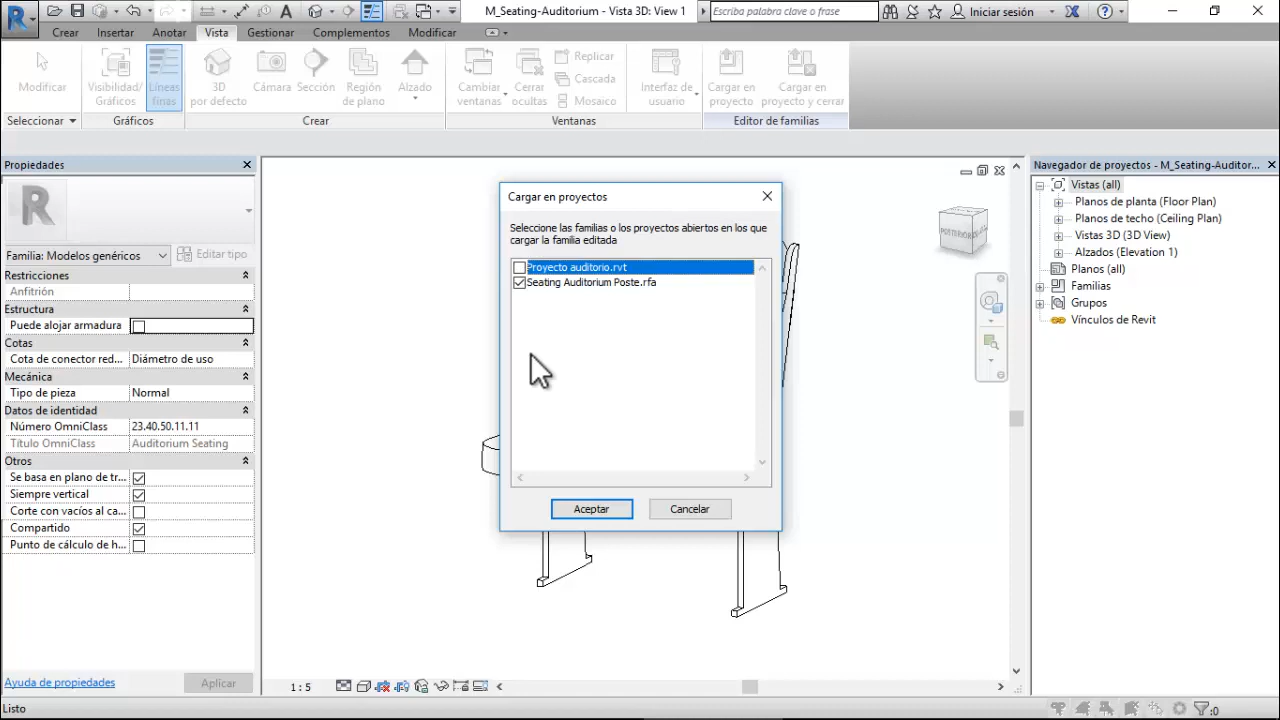 M_Seating-Auditorium - Vista 3D: View 1
Escriba palabra clave o frase
Iniciar sesión
Crear Insertar Anotar Vista Gestionar Complementos Modificar
Modificar
Visibilidad/ Gráficos
Líneas finas
3D por defecto
Cámara
Sección
Región de plano
Alzado
Cambiar ventanas
Cerrar ocultas
Replicar
Cascada
Mosaico
Interfaz de usuario
Cargar en proyecto
Cargar en proyecto y cerrar
Seleccionar Gráficos Crear Ventanas Editor de familias
Propiedades
Familia: Modelos genéricos Editar tipo
Restricciones
Anfitrión
Estructura
Puede alojar armadura
Cotas
Cota de conector red... Diámetro de uso
Mecánica
Tipo de pieza Normal
Datos de identidad
Número OmniClass 23.40.50.11.11
Título OmniClass Auditorium Seating
Otros
Se basa en plano de tr...
Siempre vertical
Corte con vacíos al ca...
Compartido
Punto de cálculo de h...
Ayuda de propiedades Aplicar
Cargar en proyectos
Seleccione las familias o los proyectos abiertos en los que
cargar la familia editada
Proyecto auditorio.rvt
Seating Auditorium Poste.rfa
Aceptar Cancelar
1 : 5
Navegador de proyectos - M_Seating-Auditor...
Vistas (all)
Planos de planta (Floor Plan)
Planos de techo (Ceiling Plan)
Vistas 3D (3D View)
Alzados (Elevation 1)
Planos (all)
Familias
Grupos
Vínculos de Revit
Listo
:0